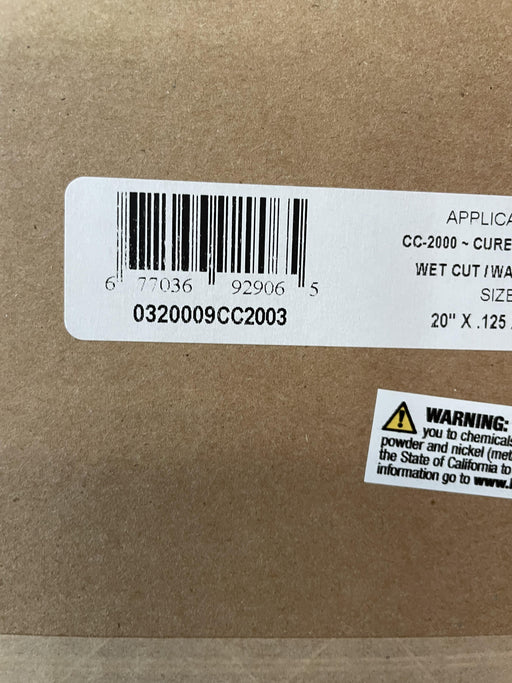 6 77036 92906 5
0320009CC2003
APPLICA
CC-2000 ~ CURE
WET CUT / WA
SIZE
20" X .125
WARNING:
you to chemicals
powder and nickel (met
the State of California to
information go to www.